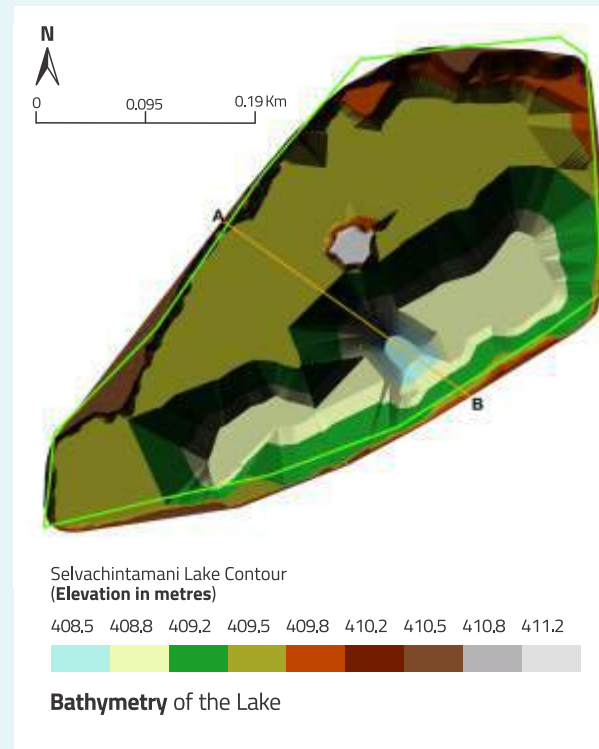 N
0 0.095 0.19 Km
A
B
Selvachintamani Lake Contour
(Elevation in metres)
408.5 408.8 409.2 409.5 409.8 410.2 410.5 410.8 411.2
Bathymetry of the Lake